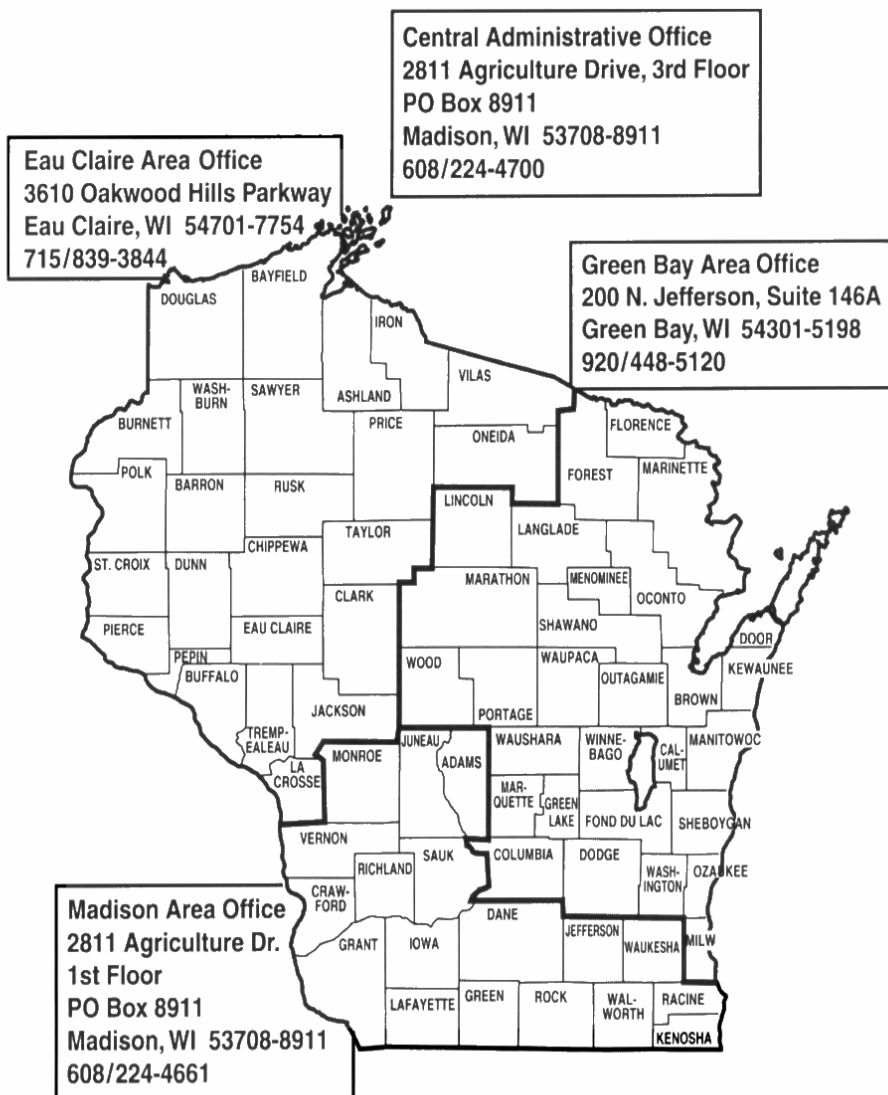 Central Administrative Office
2811 Agriculture Drive, 3rd Floor
PO Box 8911
Madison, WI 53708-8911
608/224-4700
Eau Claire Area Office
3610 Oakwood Hills Parkway
Eau Claire, WI 54701-7754
715/839-3844
Green Bay Area Office
200 N. Jefferson, Suite 146A
Green Bay, WI 54301-5198
920/448-5120
DOUGLAS
BAYFIELD
IRON
VILAS
WASH-
BURN
SAWYER
ASHLAND
BURNETT
PRICE
ONEIDA
FLORENCE
FOREST
MARINETTE
POLK
BARRON
RUSK
LINCOLN
LANGLADE
TAYLOR
CHIPPEWA
ST. CROIX
DUNN
MARATHON
MENOMINEE
OCONTO
CLARK
PIERCE
EAU CLAIRE
SHAWANO
DOOR
PEPIN
BUFFALO
WOOD
WAUPACA
OUTAGAMIE
KEWAUNEE
BROWN
JACKSON
PORTAGE
TREMP-
EALEAU
JUNEAU
WAUSHARA
WINNE-
BAGO
CAL-
UMET
MANITOWOC
LA
CROSSE
MONROE
ADAMS
MAR-
QUETTE
GREEN
LAKE
FOND DU LAC
SHEBOYGAN
VERNON
SAUK
COLUMBIA
DODGE
RICHLAND
WASH-
INGTON
OZAUKEE
CRAW-
FORD
DANE
JEFFERSON
WAUKESHA
MILW
GRANT
IOWA
LAFAYETTE
GREEN
ROCK
WAL-
WORTH
RACINE
KENOSHA
Madison Area Office
2811 Agriculture Dr.
1st Floor
PO Box 8911
Madison, WI 53708-8911
608/224-4661